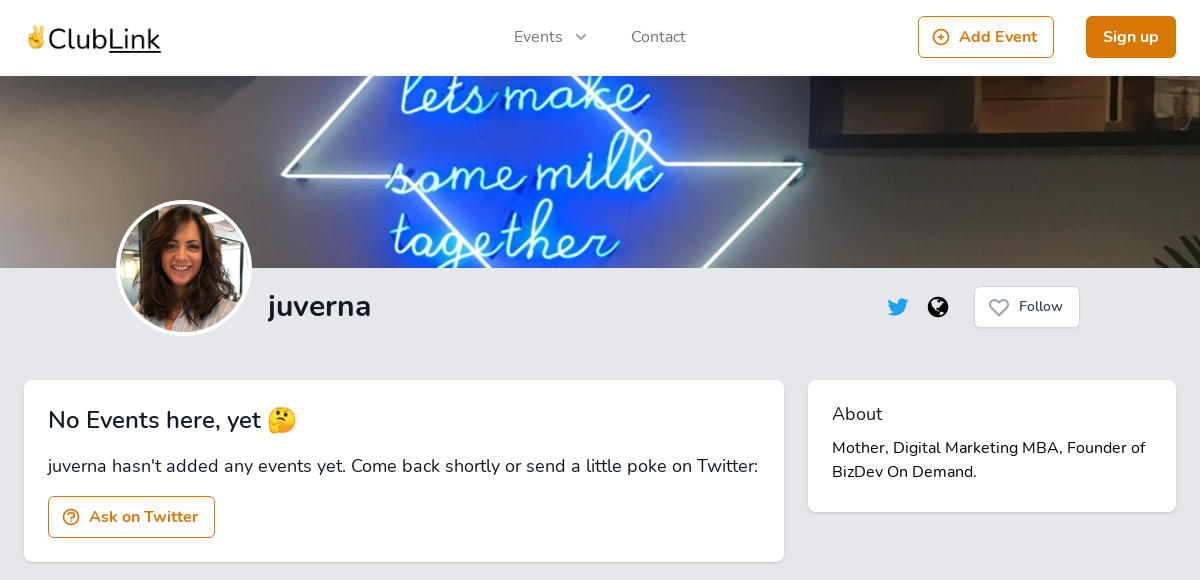 ✌️ClubLink
Events
Contact
Add Event
Sign up
lets make
some milk
together
juverna
Follow
No Events here, yet 🤔
juverna hasn't added any events yet. Come back shortly or send a little poke on Twitter:
Ask on Twitter
About
Mother, Digital Marketing MBA, Founder of
BizDev On Demand.